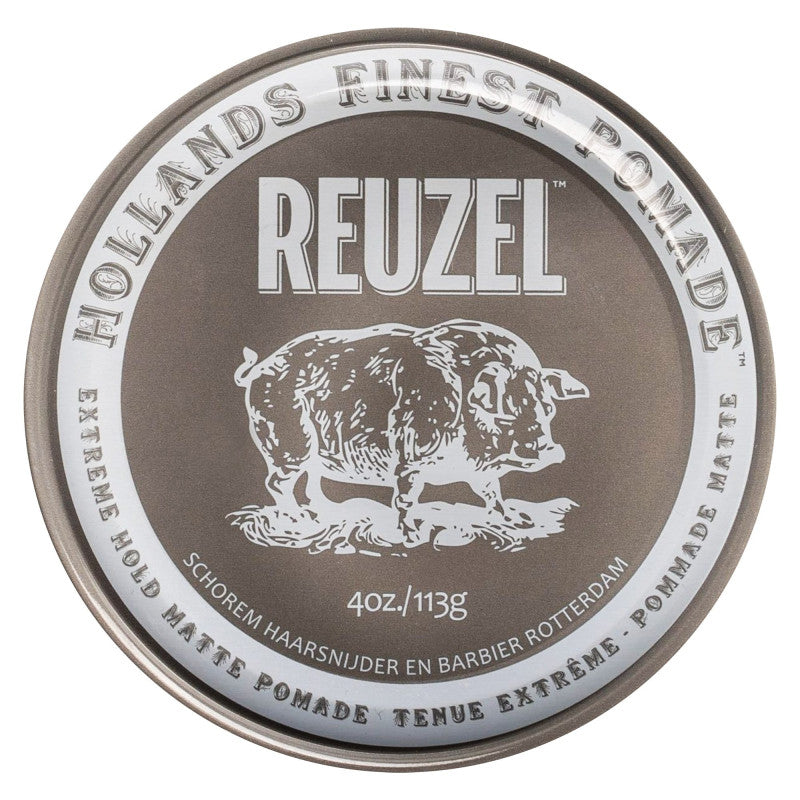 HOLLANDS FINEST POMADE™
REUZEL™
4oz./113g
SCHOREM HAARSNIJDER EN BARBIER ROTTERDAM
EXTREME HOLD MATTE POMADE TENUE EXTRÊME - POMMADE MATTE